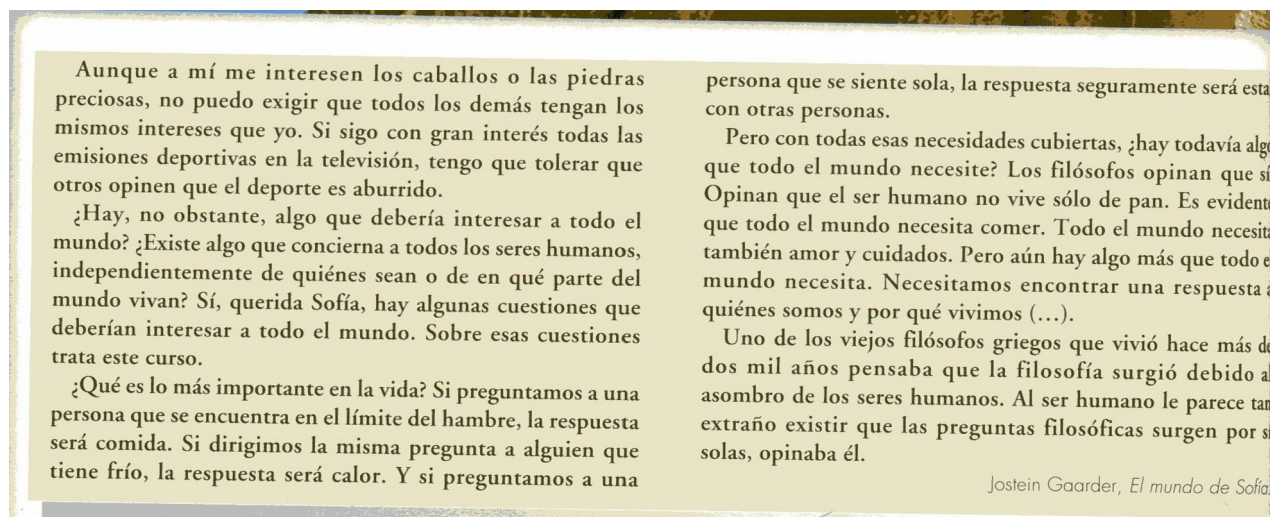 Aunque a mí me interesen los caballos o las piedras
preciosas, no puedo exigir que todos los demás tengan los
mismos intereses que yo. Si sigo con gran interés todas las
emisiones deportivas en la televisión, tengo que tolerar que
otros opinen que el deporte es aburrido.
¿Hay, no obstante, algo que debería interesar a todo el
mundo? ¿Existe algo que concierna a todos los seres humanos,
independientemente de quiénes sean o de en qué parte del
mundo vivan? Sí, querida Sofía, hay algunas cuestiones que
deberían interesar a todo el mundo. Sobre esas cuestiones
trata este curso.
¿Qué es lo más importante en la vida? Si preguntamos a una
persona que se encuentra en el límite del hambre, la respuesta
será comida. Si dirigimos la misma pregunta a alguien que
tiene frío, la respuesta será calor. Y si preguntamos a una
persona que se siente sola, la respuesta seguramente será esta
con otras personas.
Pero con todas esas necesidades cubiertas, ¿hay todavía algo
que todo el mundo necesite? Los filósofos opinan que sí
Opinan que el ser humano no vive sólo de pan. Es evidente
que todo el mundo necesita comer. Todo el mundo necesita
también amor y cuidados. Pero aún hay algo más que todo e
mundo necesita. Necesitamos encontrar una respuesta a
quiénes somos y por qué vivimos (...).
Uno de los viejos filósofos griegos que vivió hace más de
dos mil años pensaba que la filosofía surgió debido al
asombro de los seres humanos. Al ser humano le parece tan
extraño existir que las preguntas filosóficas surgen por sí
solas, opinaba él.
Jostein Gaarder, El mundo de Sofía.